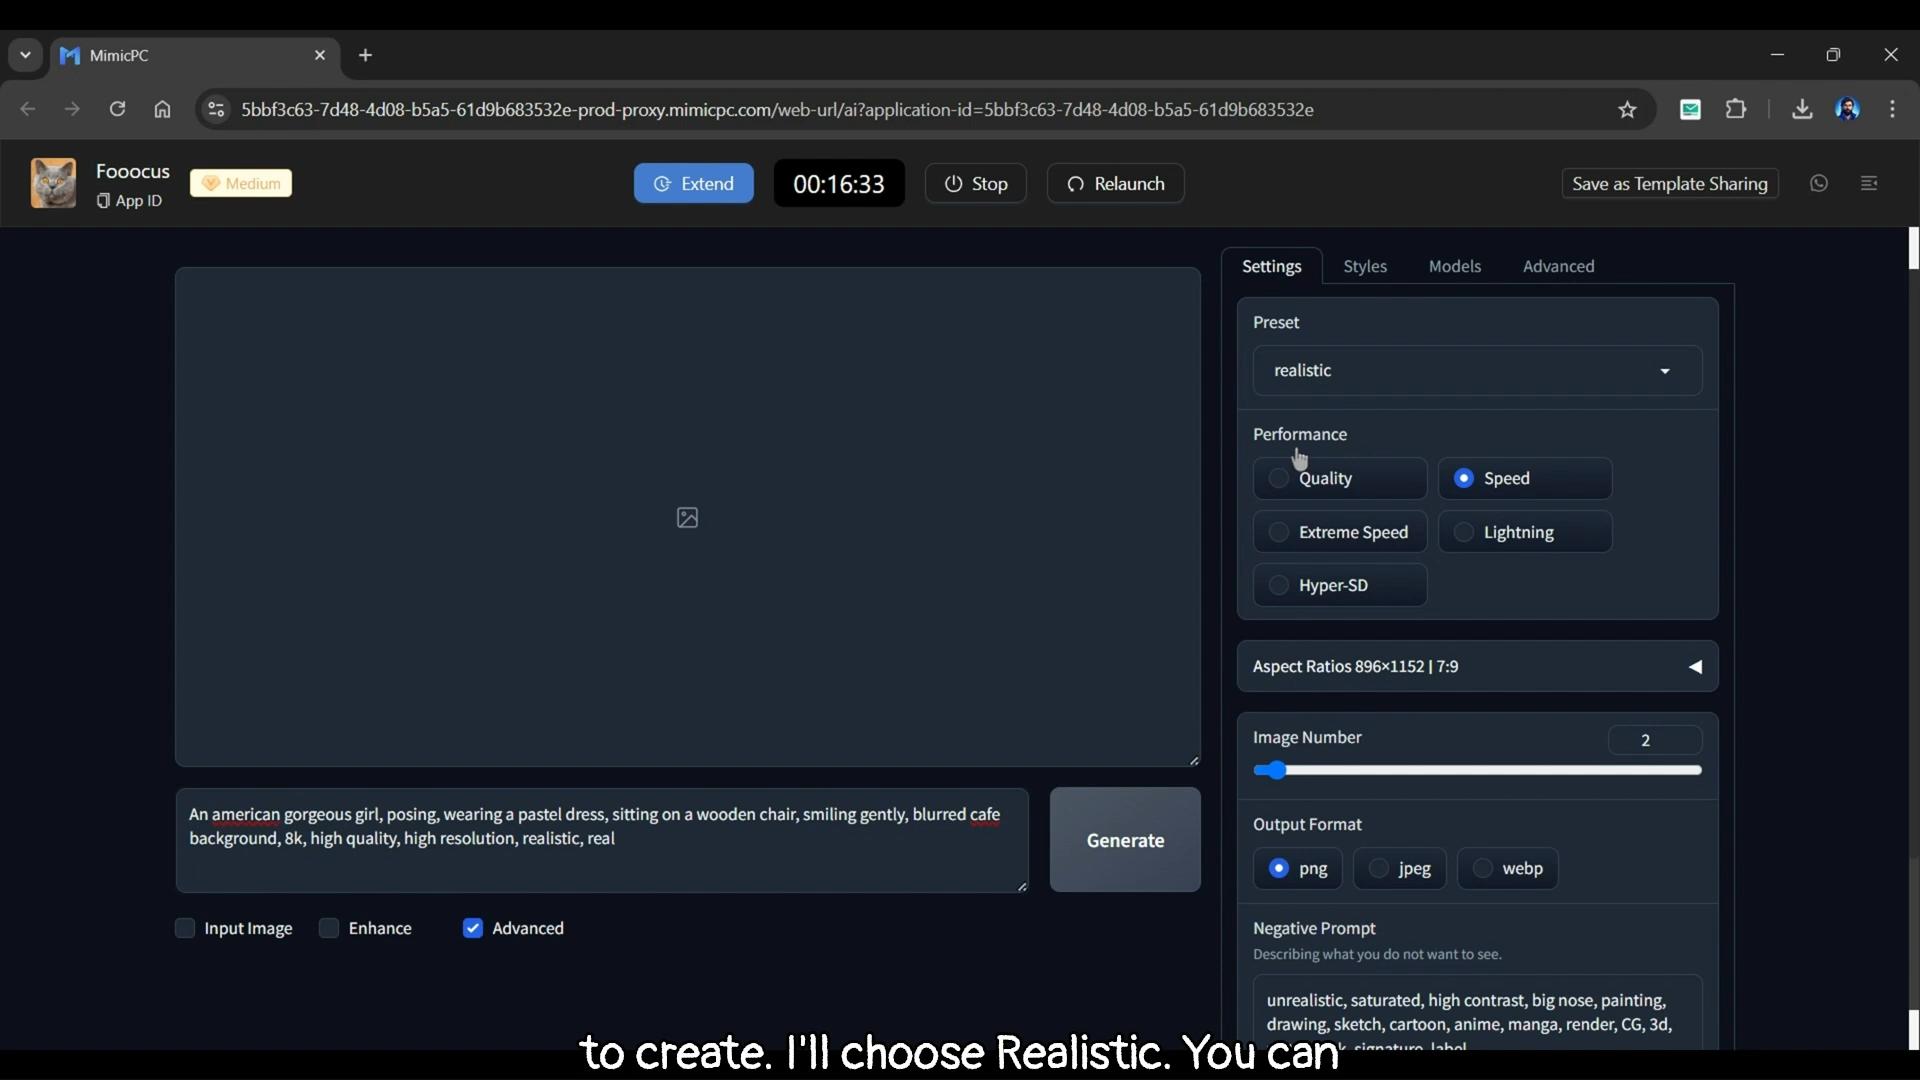 MimicPC
5bbf3c63-7d48-4d08-b5a5-61d9b683532e-prod-proxy.mimicpc.com/web-url/ai?application-id=5bbf3c63-7d48-4d08-b5a5-61d9b683532e
Fooocus
App ID
Medium
Extend
00:16:33
Stop
Relaunch
Save as Template Sharing
Settings
Styles
Models
Advanced
Preset
realistic
Performance
Quality
Speed
Extreme Speed
Lightning
Hyper-SD
Aspect Ratios 896×1152 | 7:9
Image Number
2
Output Format
png
jpeg
webp
Negative Prompt
Describing what you do not want to see.
unrealistic, saturated, high contrast, big nose, painting,
drawing, sketch, cartoon, anime, manga, render, CG, 3d,
signature, label
An american gorgeous girl, posing, wearing a pastel dress, sitting on a wooden chair, smiling gently, blurred cafe
background, 8k, high quality, high resolution, realistic, real
Generate
Input Image
Enhance
Advanced
to create. I'll choose Realistic. You can